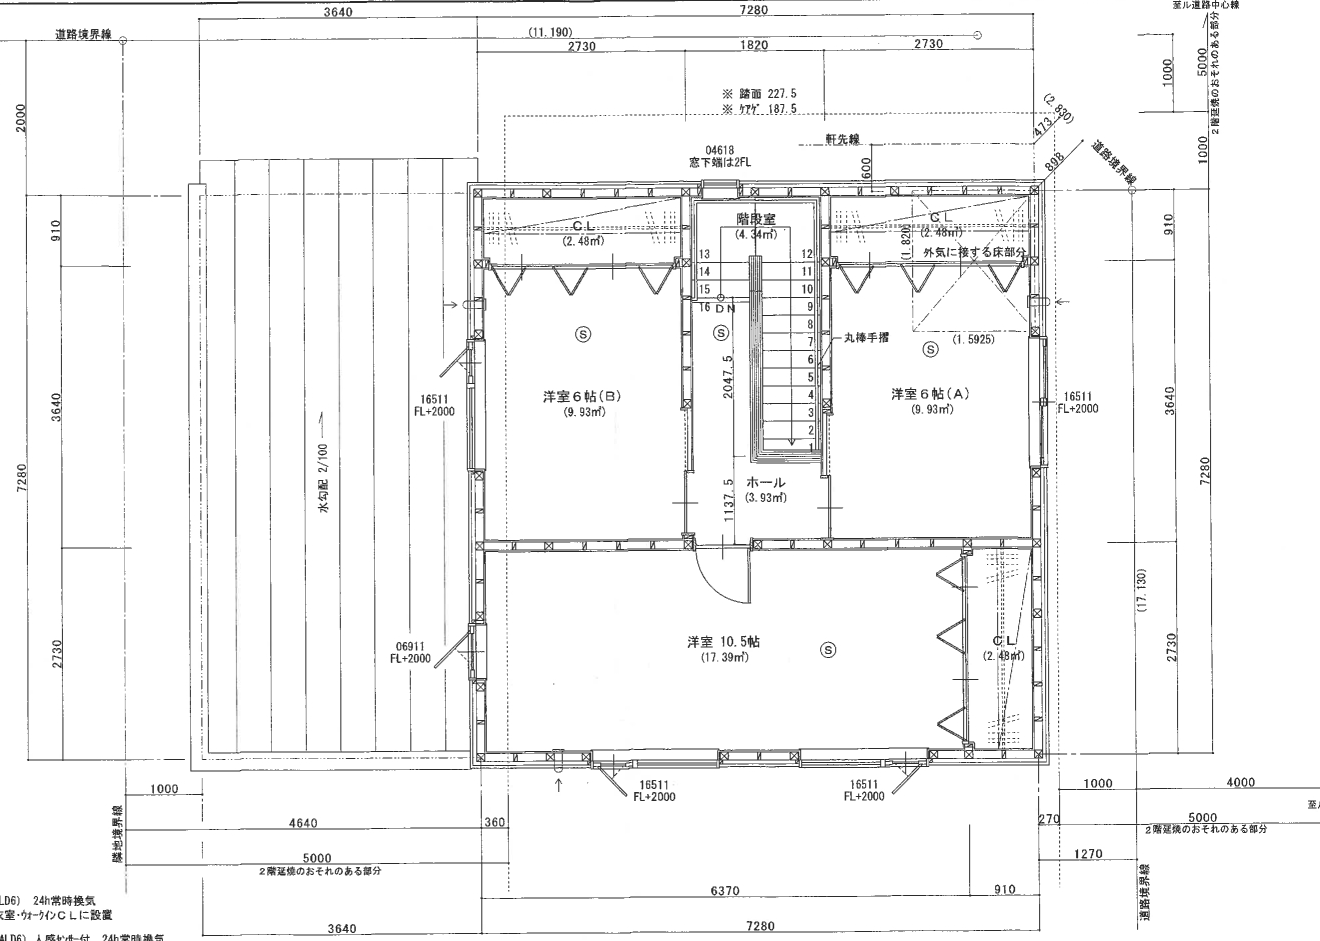 至ル道路中心線
3640
7280
道路境界線
(11.190)
2730
1820
2730
1000
5000
2階延焼のおそれのある部分
2000
※ 踏面 227.5
※ ｹｱｹﾞ 187.5
(2.830)
473
軒先線
道路境界線
04618
窓下端は2FL
600
898
1000
910
CL
(2.48㎡)
階段室
(4.34㎡)
CL
(2.48㎡)
(1.820)
外気に接する床部分
910
13
12
14
11
15
10
16
DN
9
8
7
6
5
4
3
2
1
S
S
S
丸棒手摺
(1.5925)
2047.5
16511
FL+2000
洋室6帖(B)
(9.93㎡)
洋室6帖(A)
(9.93㎡)
16511
FL+2000
3640
3640
7280
7280
水勾配 2/100
ホール
(3.93㎡)
1137.5
(17.130)
06911
FL+2000
洋室 10.5帖
(17.39㎡)
S
CL
(2.48㎡)
2730
2730
16511
FL+2000
16511
FL+2000
1000
1000
4000
隣地境界線
4640
360
270
5000
2階延焼のおそれのある部分
5000
2階延焼のおそれのある部分
1270
道路境界線
6370
910
3640
7280
LD6) 24h常時換気
室・ｳｫｰｸｲﾝCLに設置
ALD6) 人感ｾﾝｻｰ付 24h常時換気